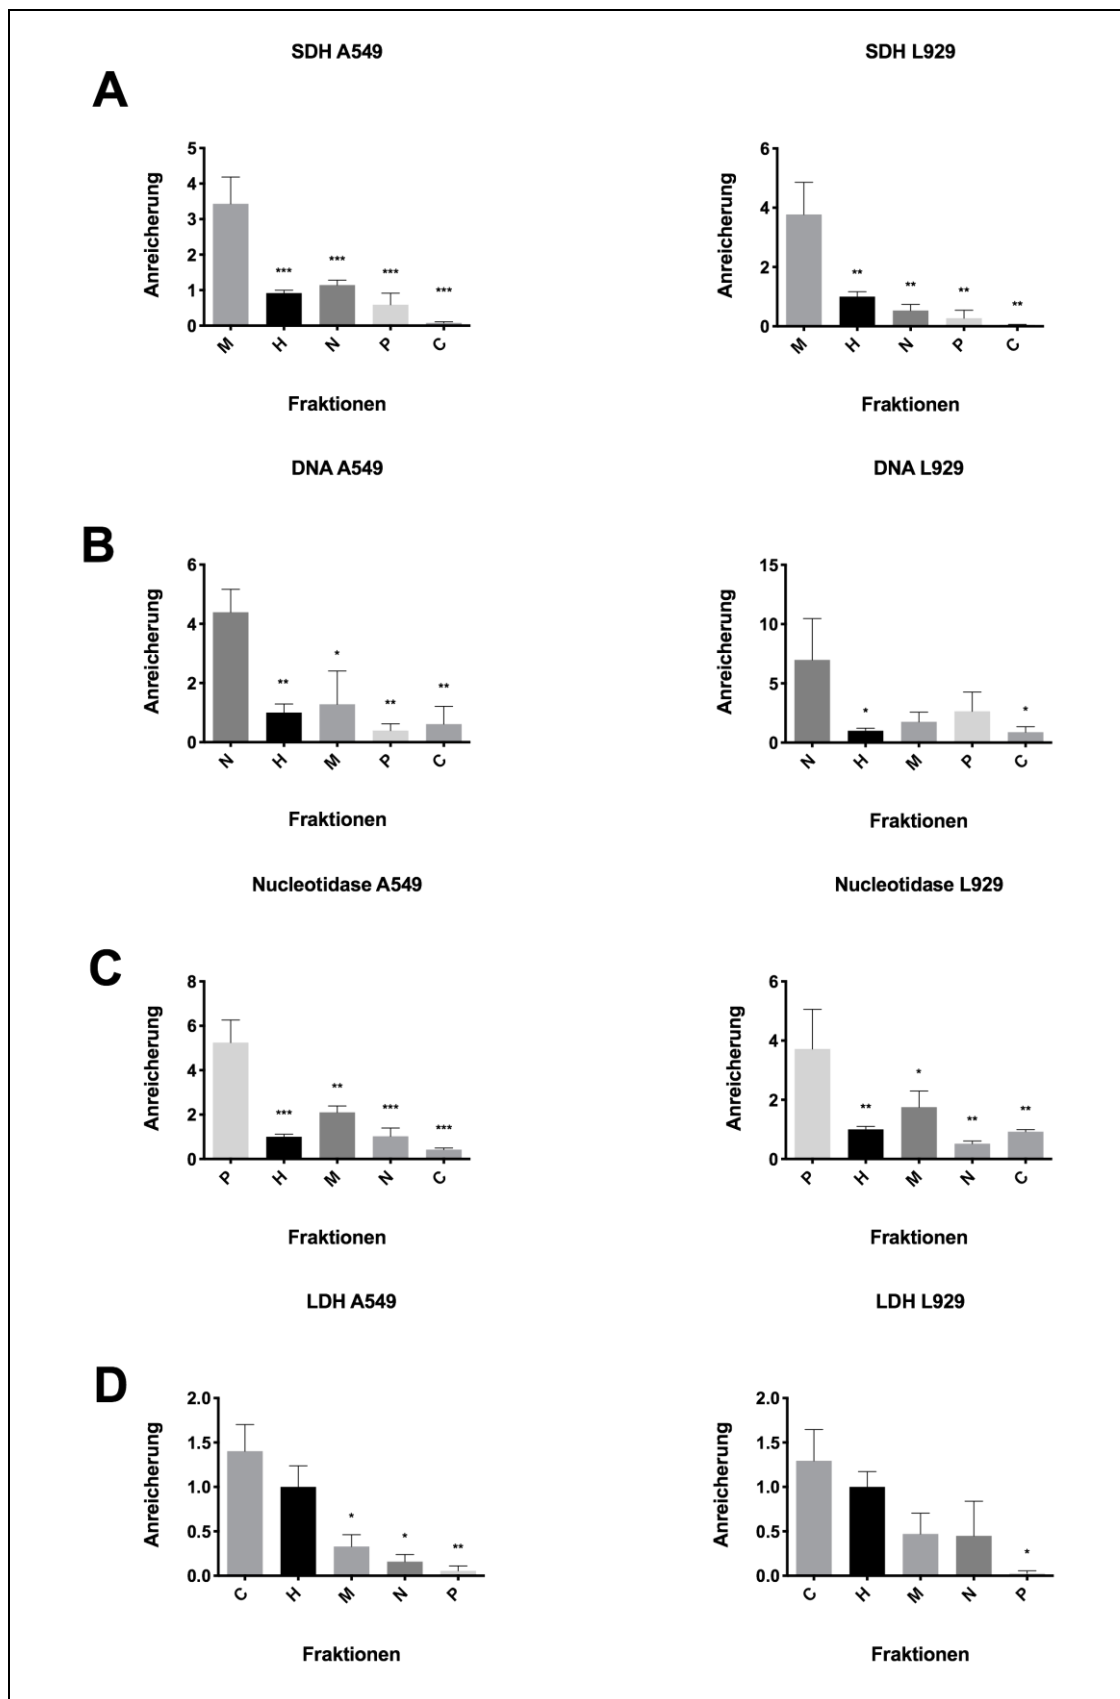 SDH A549
SDH L929
A
Anreicherung
5
4
3
2
1
0
*** *** *** ***
M H N P C
Fraktionen
Anreicherung
6
4
2
0
** ** ** **
M H N P C
Fraktionen
DNA A549
DNA L929
B
Anreicherung
6
4
2
0
** * ** **
N H M P C
Fraktionen
Anreicherung
15
10
5
0
* *
N H M P C
Fraktionen
Nucleotidase A549
Nucleotidase L929
C
Anreicherung
8
6
4
2
0
*** ** *** ***
P H M N C
Fraktionen
Anreicherung
6
4
2
0
** * ** **
P H M N C
Fraktionen
LDH A549
LDH L929
D
Anreicherung
2.0
1.5
1.0
0.5
0.0
* * **
C H M N P
Fraktionen
Anreicherung
2.0
1.5
1.0
0.5
0.0
*
C H M N P
Fraktionen